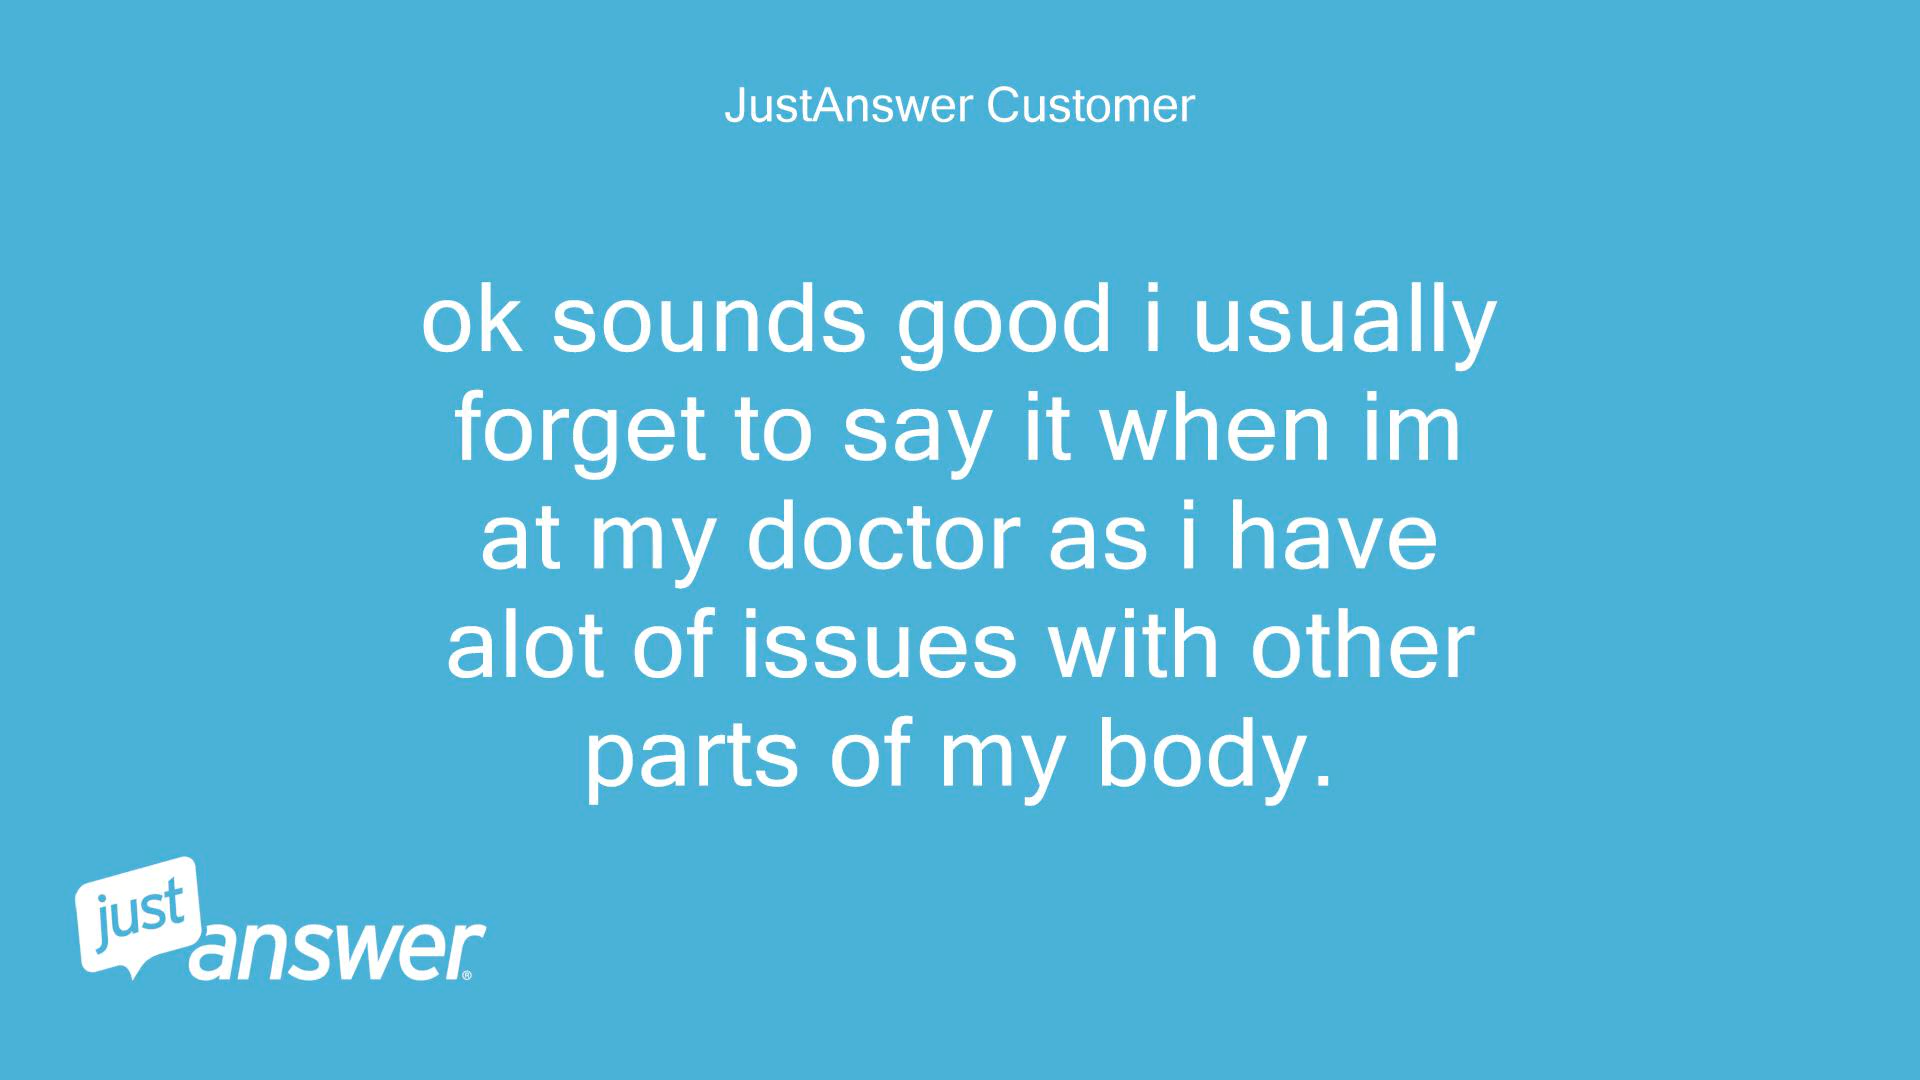 JustAnswer Customer
ok sounds good i usually
forget to say it when im
at my doctor as i have
alot of issues with other
parts of my body.
just
answer®